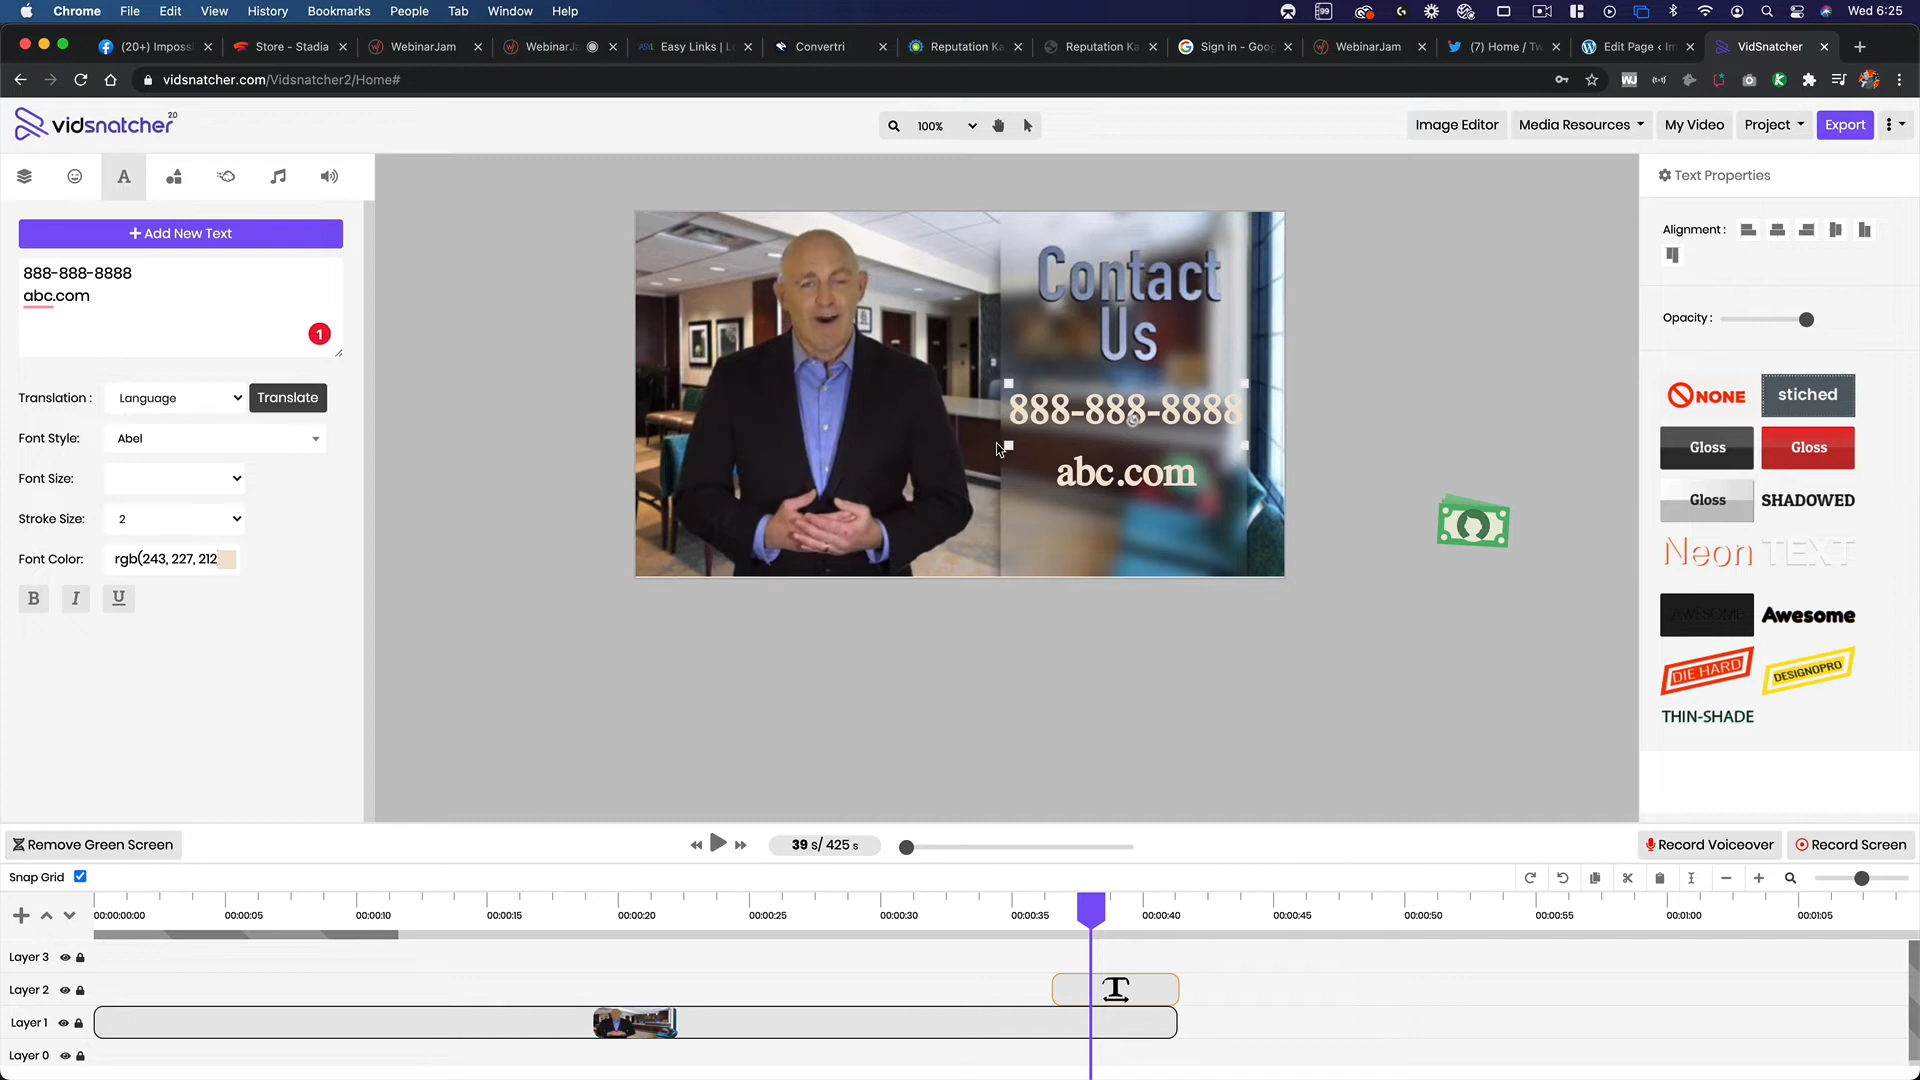 Chrome File Edit View History Bookmarks People Tab Window Help
99
Wed 6:25
(20+) Imposs
Store - Stadia
WebinarJam
WebinarJa
Easy Links | L
Convertri
Reputation Ka
Reputation Ka
Sign in - Goog
WebinarJam
(7) Home / Tw
Edit Page ‹ Im
VidSnatcher
vidsnatcher.com/Vidsnatcher2/Home#
vidsnatcher 2.0
100%
Image Editor
Media Resources
My Video
Project
Export
A
Text Properties
+ Add New Text
888-888-8888
abc.com
1
Translation :
Language
Translate
Font Style:
Abel
Font Size:
Stroke Size:
2
Font Color:
rgb(243, 227, 212
B I U
Contact
Us
888-888-8888
abc.com
Alignment :
Opacity :
NONE
stiched
Gloss
Gloss
Gloss
SHADOWED
Neon
TEXT
AWESOME
Awesome
DIE HARD
DESIGNOPRO
THIN-SHADE
Remove Green Screen
39 s/ 425 s
Record Voiceover
Record Screen
Snap Grid
00:00:00:00
00:00:05
00:00:10
00:00:15
00:00:20
00:00:25
00:00:30
00:00:35
00:00:40
00:00:45
00:00:50
00:00:55
00:01:00
00:01:05
Layer 3
Layer 2
T
Layer 1
Layer 0